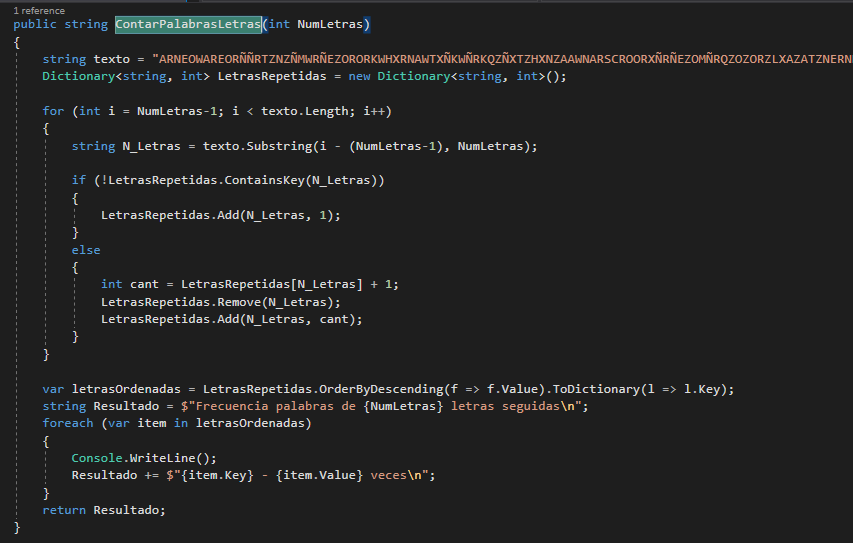 1 reference
public string ContarPalabrasLetras(int NumLetras)
{
string texto = "ARNEOWAREORÑÑRTZNZÑMWRÑEZORORKWHXRNAWTXÑKWÑRKQZÑXTZHXNZAAWNARSCROORXÑRÑEZOMÑRQZOZORZLXAZATZNERN
Dictionary<string, int> LetrasRepetidas = new Dictionary<string, int>();
for (int i = NumLetras-1; i < texto.Length; i++)
{
string N_Letras = texto.Substring(i - (NumLetras-1), NumLetras);
if (!LetrasRepetidas.ContainsKey(N_Letras))
{
LetrasRepetidas.Add(N_Letras, 1);
}
else
{
int cant = LetrasRepetidas[N_Letras] + 1;
LetrasRepetidas.Remove(N_Letras);
LetrasRepetidas.Add(N_Letras, cant);
}
}
var letrasOrdenadas = LetrasRepetidas.OrderByDescending(f => f.Value).ToDictionary(l => l.Key);
string Resultado = $"Frecuencia palabras de {NumLetras} letras seguidas\n";
foreach (var item in letrasOrdenadas)
{
Console.WriteLine();
Resultado += $"{item.Key} - {item.Value} veces\n";
}
return Resultado;
}